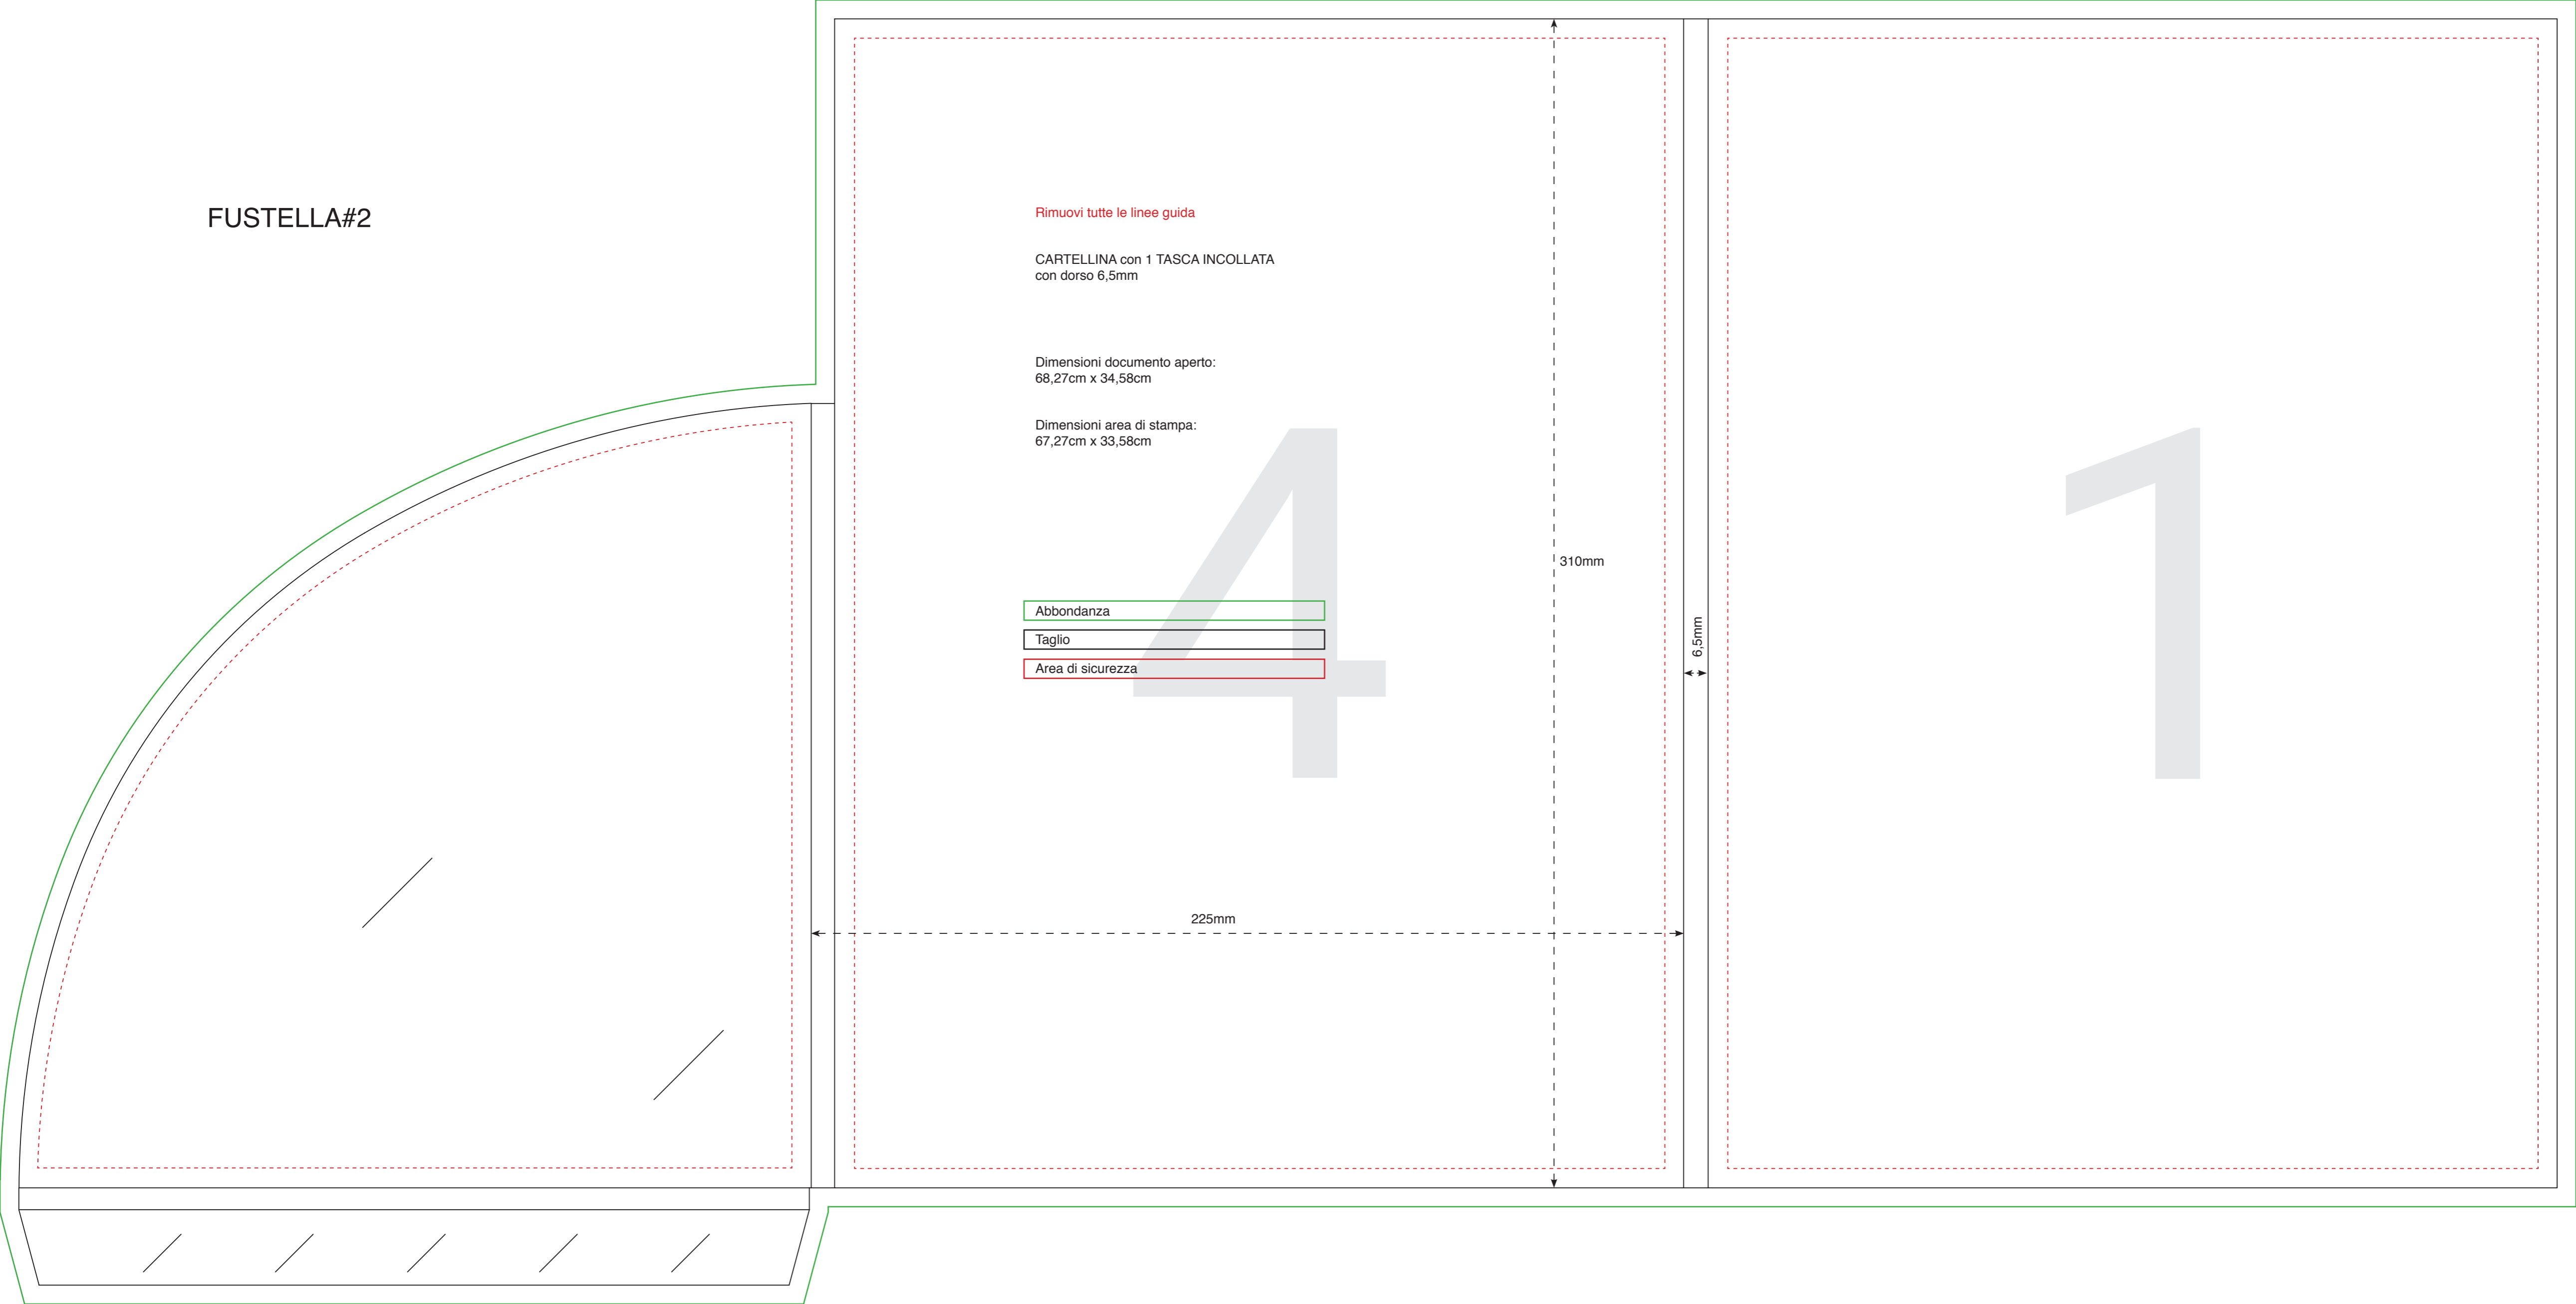 FUSTELLA#2
Rimuovi tutte le linee guida
CARTELLINA con 1 TASCA INCOLLATA
con dorso 6,5mm
Dimensioni documento aperto:
68,27cm x 34,58cm
Dimensioni area di stampa:
67,27cm x 33,58cm
4
1
310mm
Abbondanza
Taglio
Area di sicurezza
6,5mm
225mm